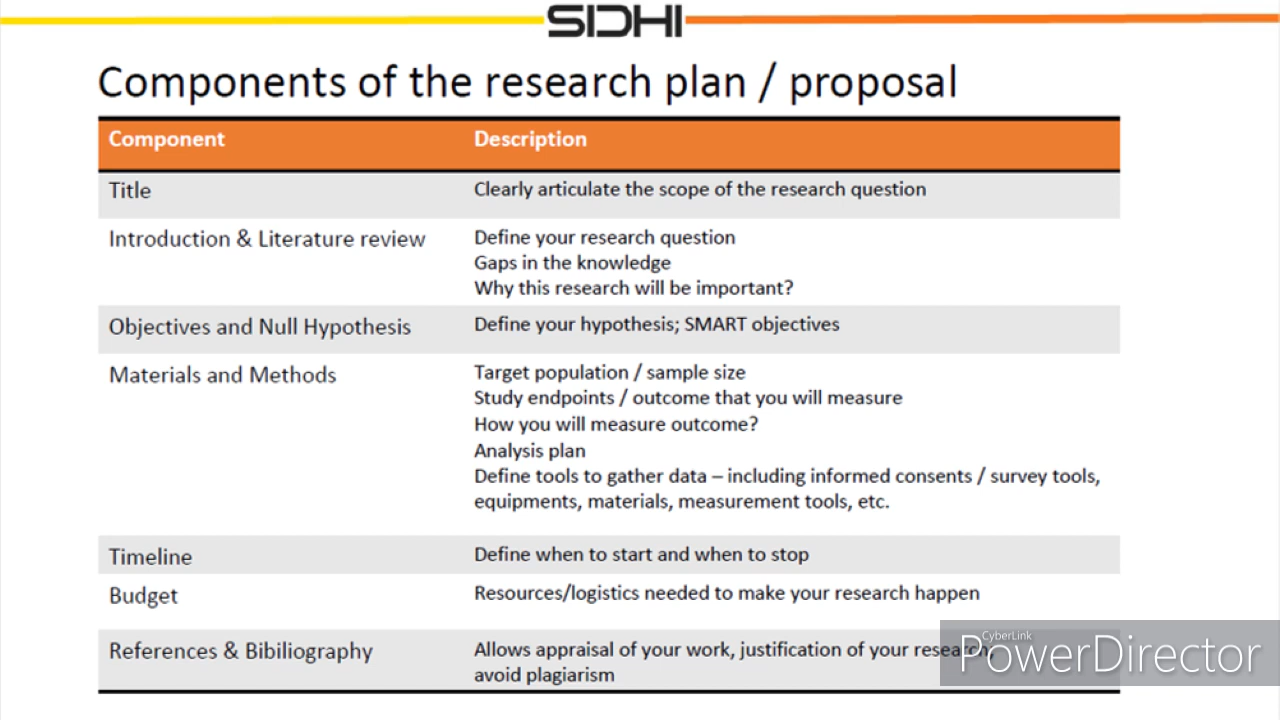 SIDHI
Components of the research plan / proposal
Component Description
Title Clearly articulate the scope of the research question
Introduction & Literature review Define your research question
Gaps in the knowledge
Why this research will be important?
Objectives and Null Hypothesis Define your hypothesis; SMART objectives
Materials and Methods Target population / sample size
Study endpoints / outcome that you will measure
How you will measure outcome?
Analysis plan
Define tools to gather data – including informed consents / survey tools,
equipments, materials, measurement tools, etc.
Timeline Define when to start and when to stop
Budget Resources/logistics needed to make your research happen
References & Bibiliography Allows appraisal of your work, justification of your research;
avoid plagiarism
CyberLink
PowerDirector